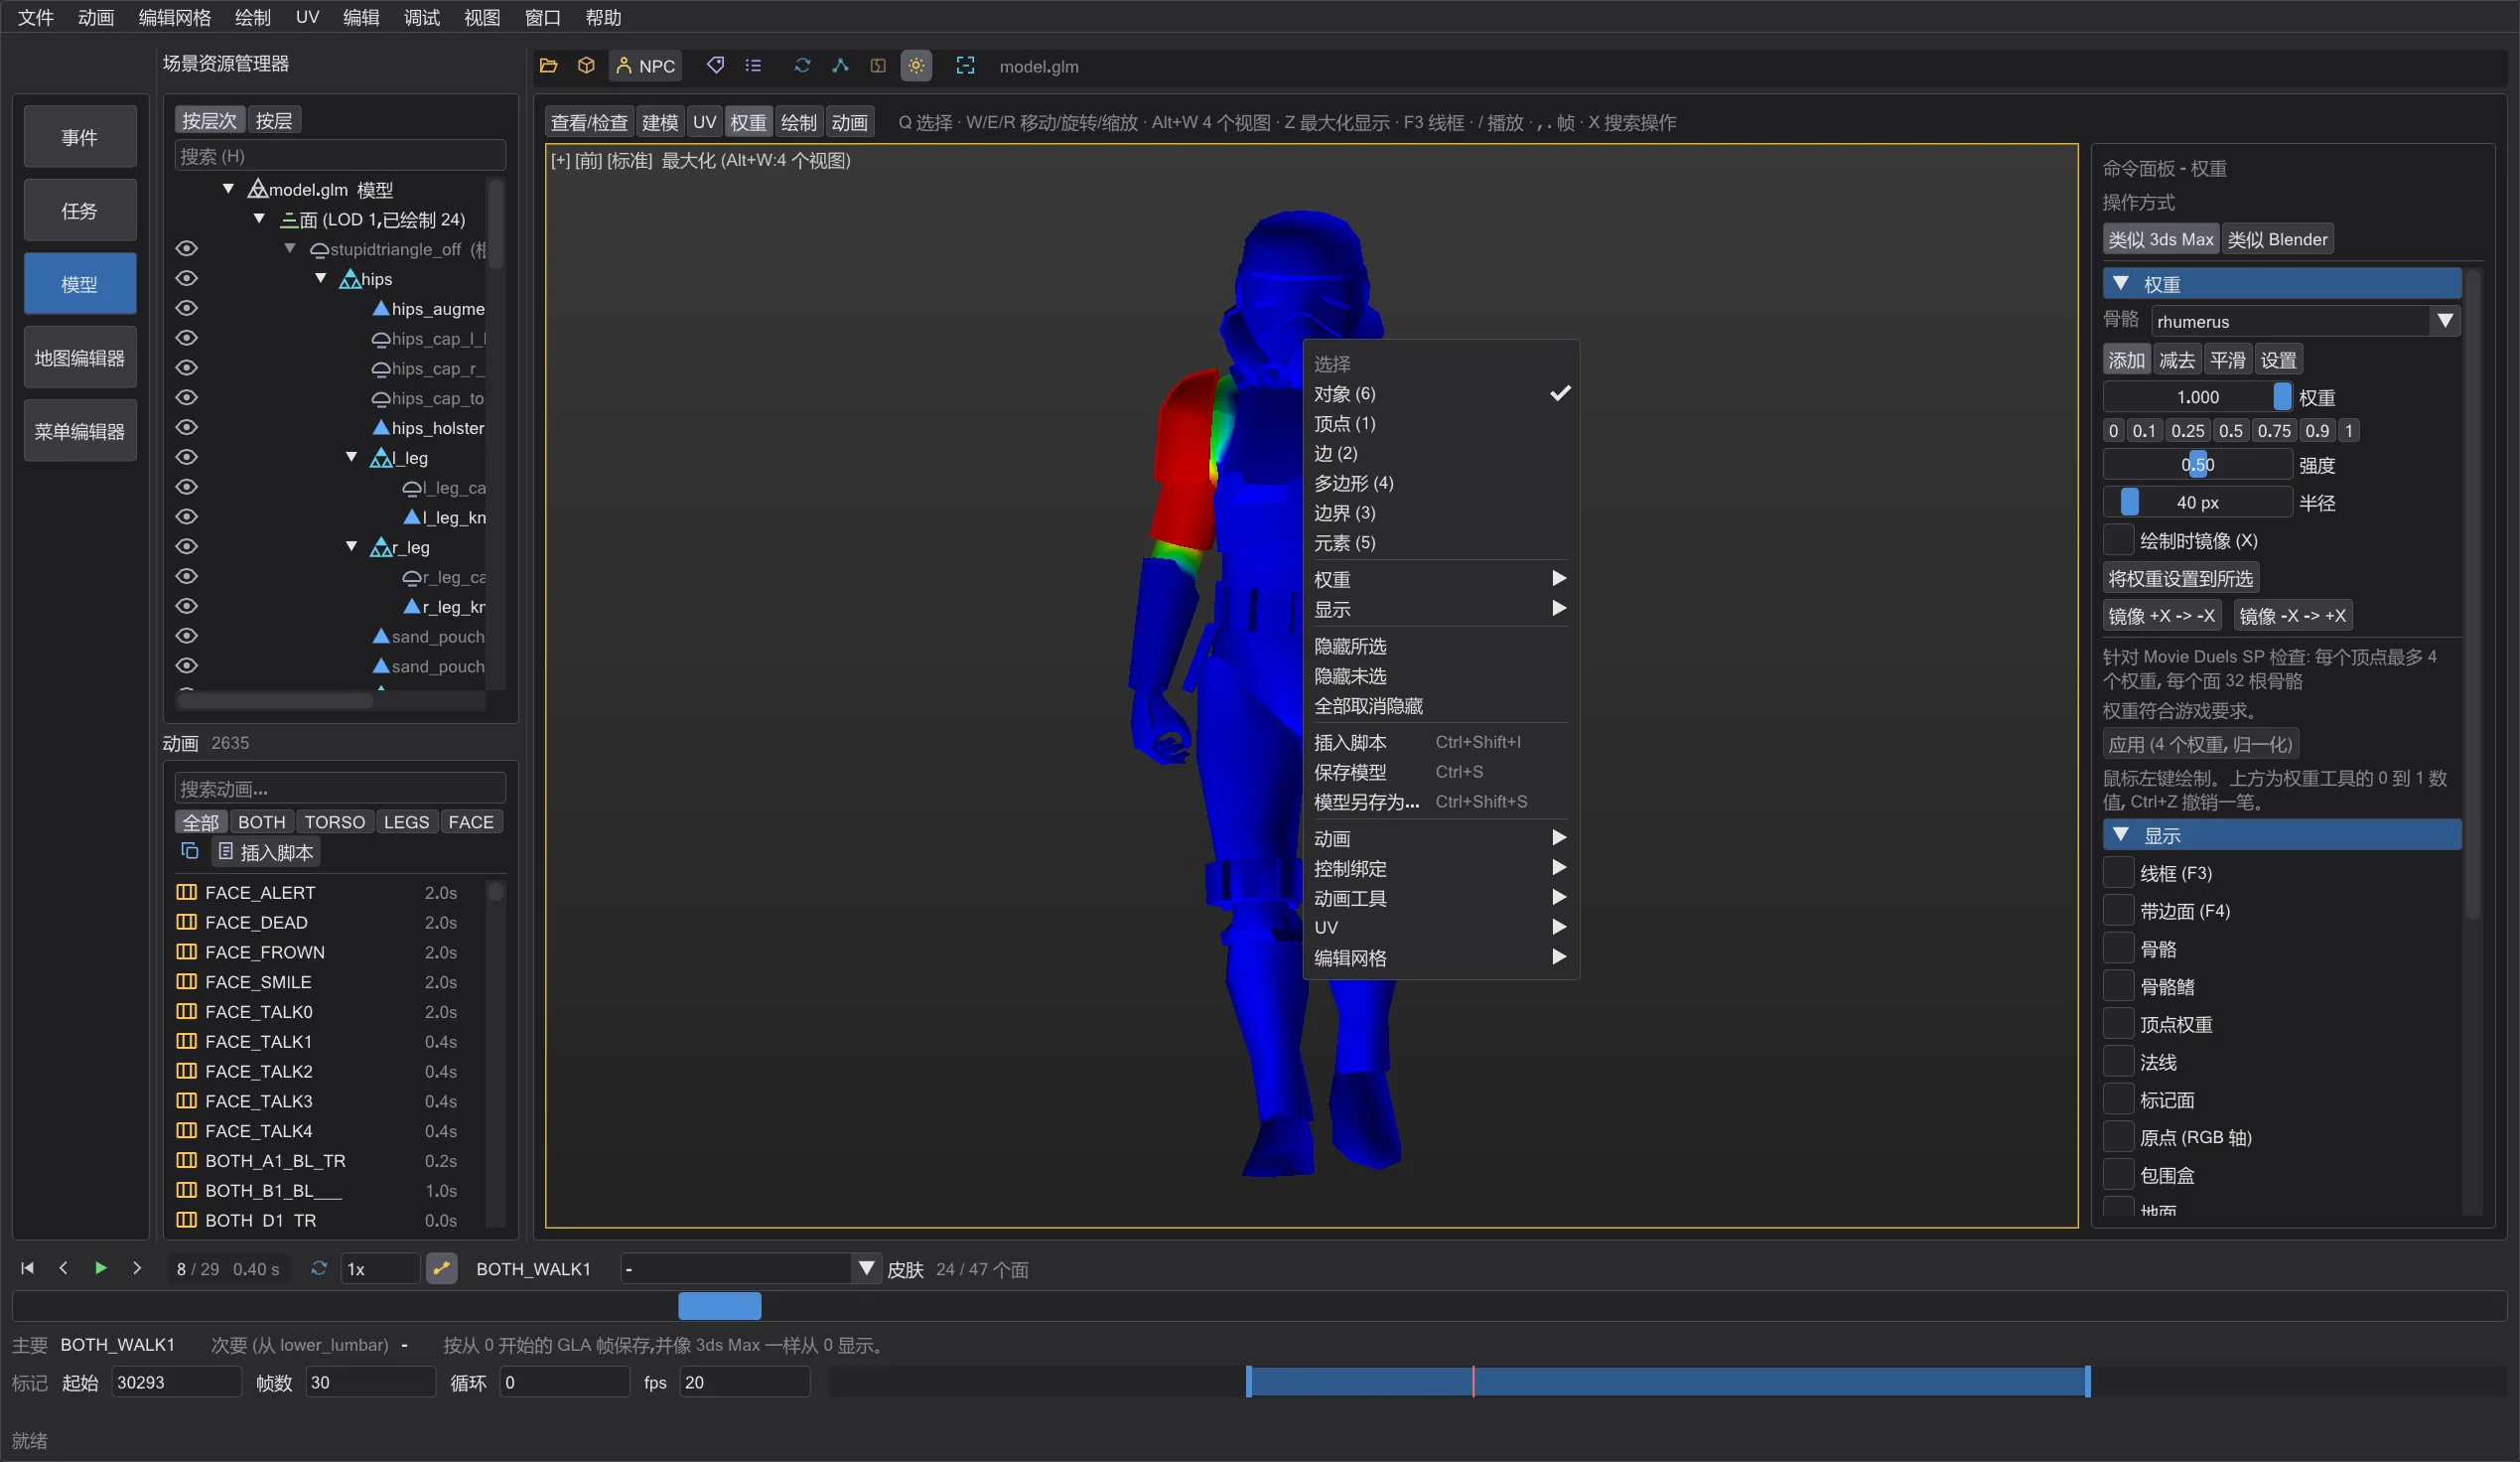 文件 动画 编辑网格 绘制 UV 编辑 调试 视图 窗口 帮助
场景资源管理器
NPC model.glm
事件
任务
模型
地图编辑器
菜单编辑器
按层次 按层
搜索 (H)
model.glm 模型
面 (LOD 1,已绘制 24)
stupidtriangle_off (根
hips
hips_augme
hips_cap_l_l
hips_cap_r_
hips_cap_to
hips_holster
l_leg
l_leg_ca
l_leg_kn
r_leg
r_leg_ca
r_leg_kn
sand_pouch
sand_pouch
动画 2635
搜索动画...
全部 BOTH TORSO LEGS FACE
插入脚本
FACE_ALERT 2.0s
FACE_DEAD 2.0s
FACE_FROWN 2.0s
FACE_SMILE 2.0s
FACE_TALK0 2.0s
FACE_TALK1 0.4s
FACE_TALK2 0.4s
FACE_TALK3 0.4s
FACE_TALK4 0.4s
BOTH_A1_BL_TR 0.2s
BOTH_B1_BL___ 1.0s
BOTH_D1_TR 0.0s
查看/检查 建模 UV 权重 绘制 动画 Q 选择 · W/E/R 移动/旋转/缩放 · Alt+W 4 个视图 · Z 最大化显示 · F3 线框 · / 播放 · , . 帧 · X 搜索操作
[+] [前] [标准] 最大化 (Alt+W:4 个视图)
选择
对象 (6)
顶点 (1)
边 (2)
多边形 (4)
边界 (3)
元素 (5)
权重
显示
隐藏所选
隐藏未选
全部取消隐藏
插入脚本 Ctrl+Shift+I
保存模型 Ctrl+S
模型另存为... Ctrl+Shift+S
动画
控制绑定
动画工具
UV
编辑网格
命令面板 - 权重
操作方式
类似 3ds Max 类似 Blender
权重
骨骼 rhumerus
添加 减去 平滑 设置
1.000 权重
0 0.1 0.25 0.5 0.75 0.9 1
0.50 强度
40 px 半径
绘制时镜像 (X)
将权重设置到所选
镜像 +X -> -X 镜像 -X -> +X
针对 Movie Duels SP 检查: 每个顶点最多 4
个权重, 每个面 32 根骨骼
权重符合游戏要求。
应用 (4 个权重, 归一化)
鼠标左键绘制。上方为权重工具的 0 到 1 数
值, Ctrl+Z 撤销一笔。
显示
线框 (F3)
带边面 (F4)
骨骼
骨骼鳍
顶点权重
法线
标记面
原点 (RGB 轴)
包围盒
地面
8 / 29 0.40 s 1x BOTH_WALK1 - 皮肤 24 / 47 个面
主要 BOTH_WALK1 次要 (从 lower_lumbar) - 按从 0 开始的 GLA 帧保存,并像 3ds Max 一样从 0 显示。
标记 起始 30293 帧数 30 循环 0 fps 20
就绪